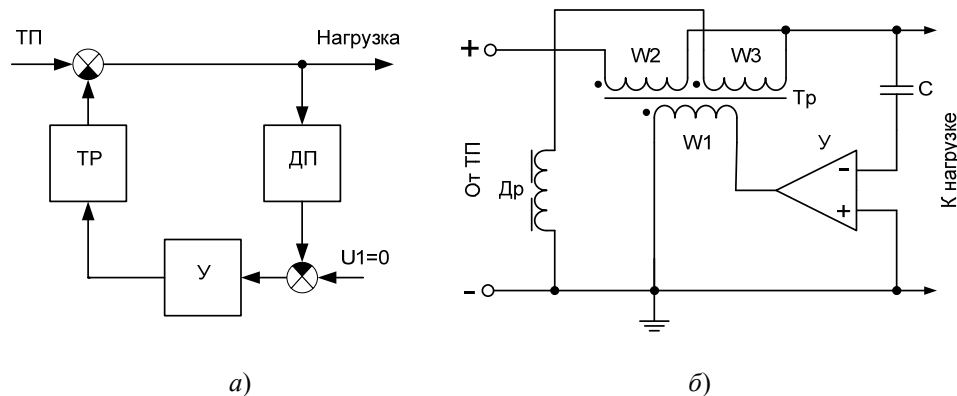 ТП
Нагрузка
ТР
ДП
У
U1=0
а)
+
W2
W3
Тр
W1
C
У
-
+
От ТП
Др
К нагрузке
-
б)